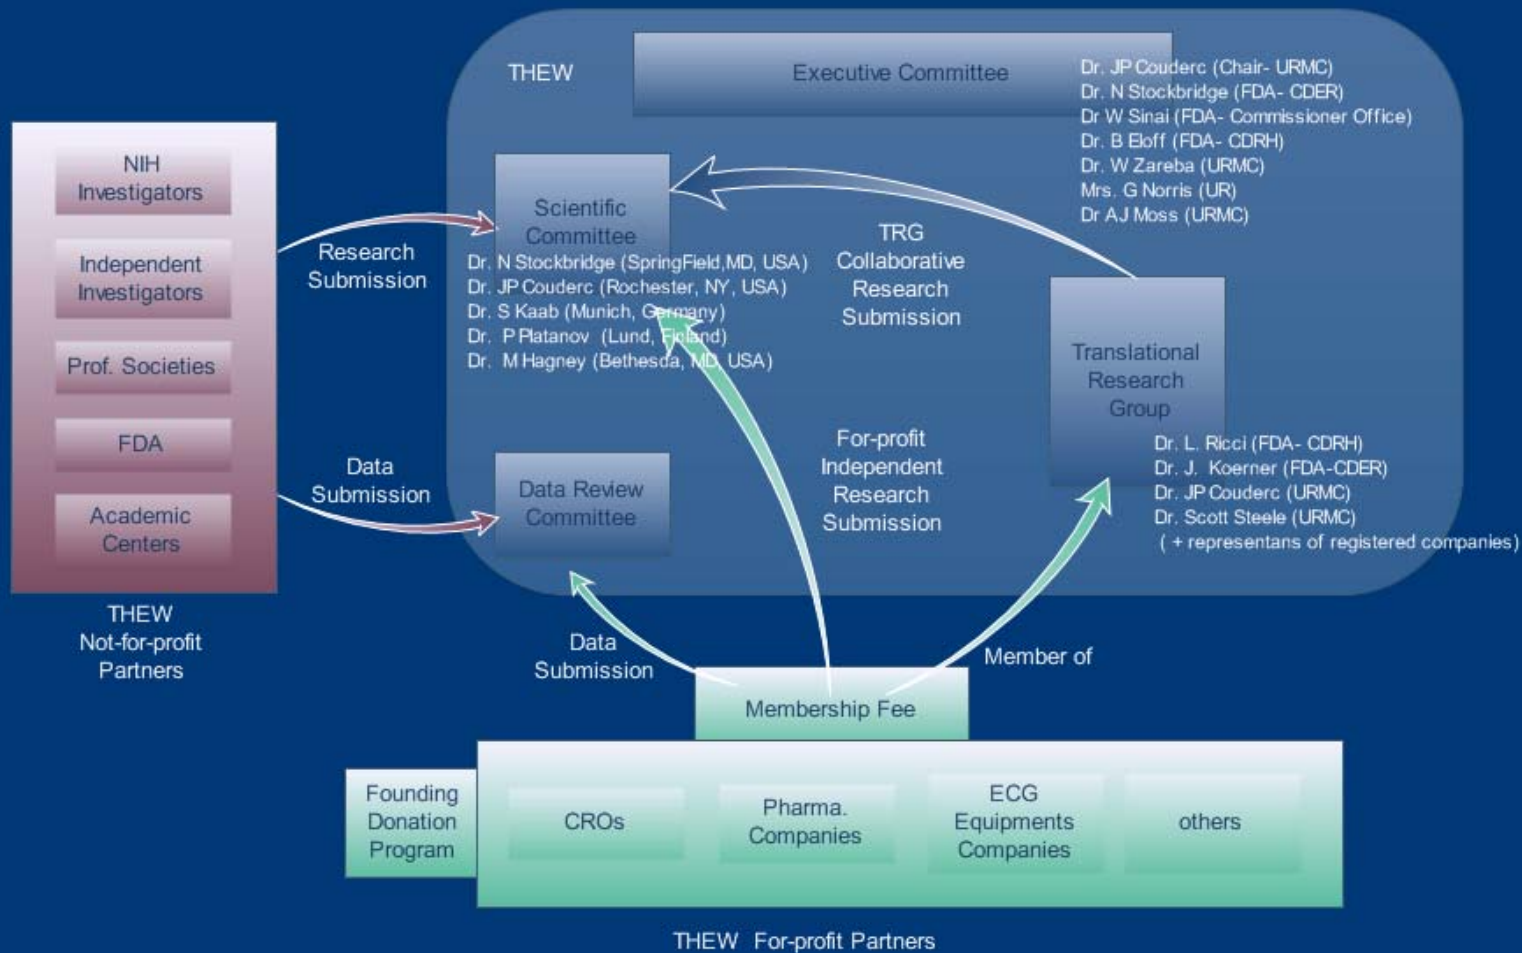 THEW
Executive Committee
Dr. JP Couderc (Chair- URMC)
Dr. N Stockbridge (FDA- CDER)
Dr W Sinai (FDA- Commissioner Office)
Dr. B Eloff (FDA- CDRH)
Dr. W Zareba (URMC)
Mrs. G Norris (UR)
Dr AJ Moss (URMC)
NIH
Investigators
Independent
Investigators
Prof. Societies
FDA
Academic
Centers
THEW
Not-for-profit
Partners
Research
Submission
Data
Submission
Scientific
Committee
Dr. N Stockbridge (SpringField,MD, USA)
Dr. JP Couderc (Rochester, NY, USA)
Dr. S Kaab (Munich, Germany)
Dr. P Platanov (Lund, Finland)
Dr. M Hagney (Bethesda, MD, USA)
TRG
Collaborative
Research
Submission
Translational
Research
Group
Dr. L. Ricci (FDA- CDRH)
Dr. J. Koerner (FDA-CDER)
Dr. JP Couderc (URMC)
Dr. Scott Steele (URMC)
( + representans of registered companies)
Data Review
Committee
For-profit
Independent
Research
Submission
Data
Submission
Member of
Membership Fee
Founding
Donation
Program
CROs
Pharma.
Companies
ECG
Equipments
Companies
others
THEW For-profit Partners